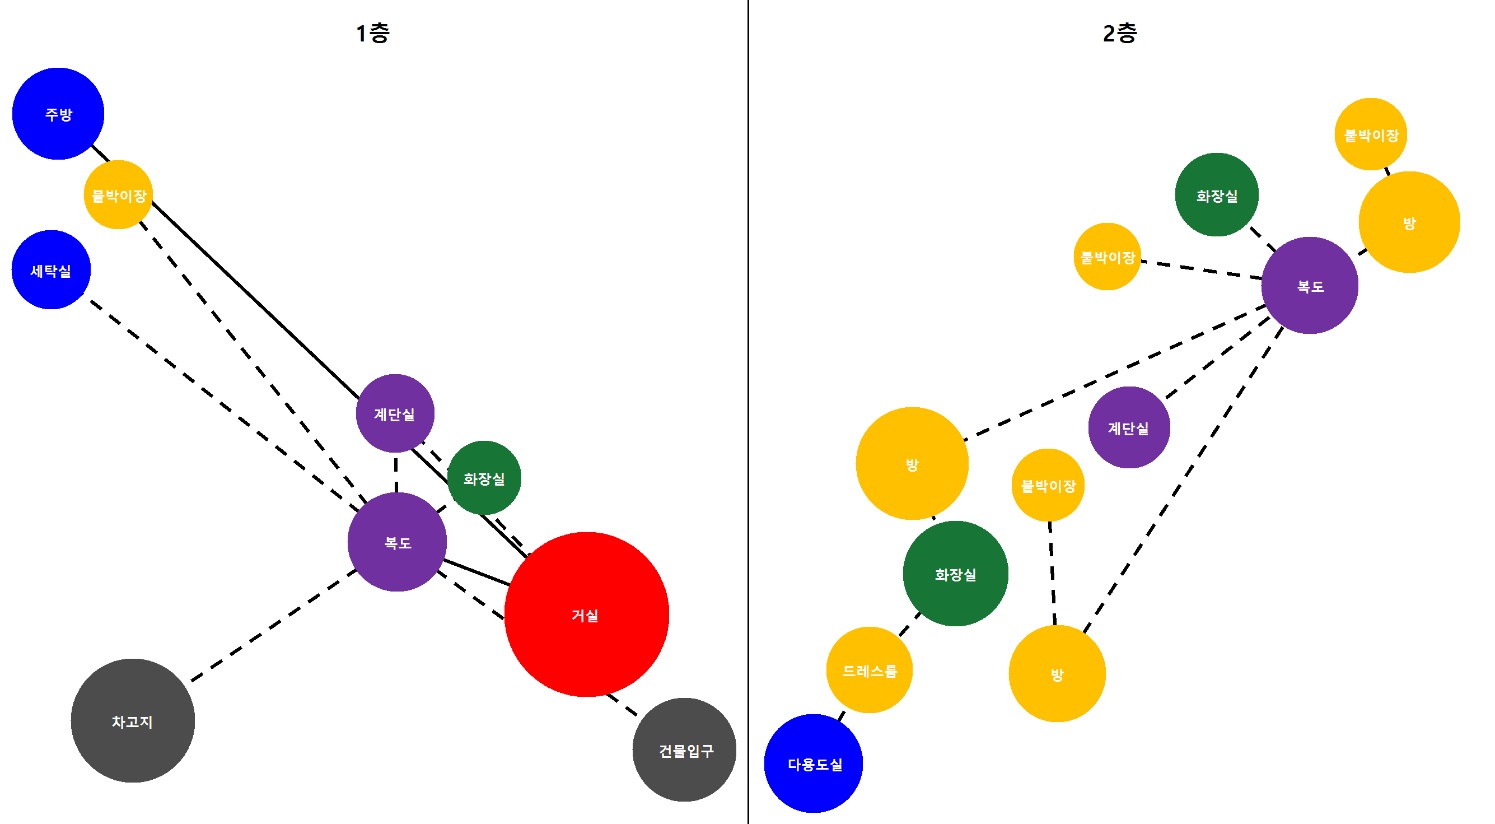 1층
2층
주방
붙박이장
세탁실
계단실
화장실
복도
거실
차고지
건물입구
붙박이장
화장실
방
붙박이장
복도
계단실
방
붙박이장
화장실
드레스룸
방
다용도실